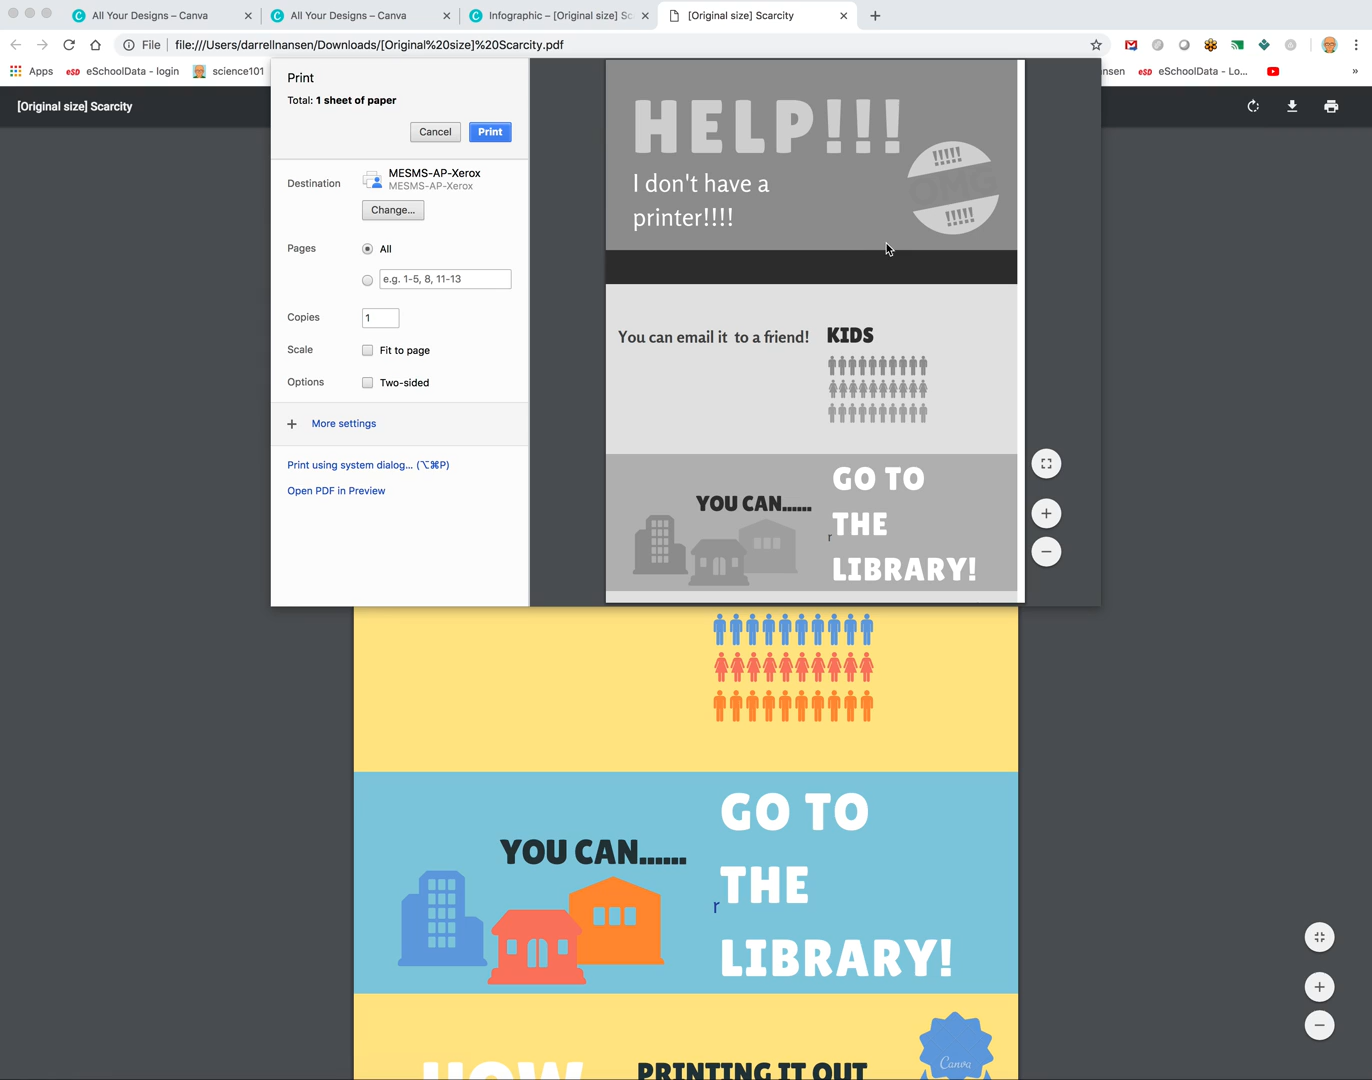 All Your Designs – Canva
All Your Designs – Canva
Infographic – [Original size] Sc
[Original size] Scarcity
File
file:///Users/darrellnansen/Downloads/[Original%20size]%20Scarcity.pdf
Apps
esD eSchoolData - login
science101
nsen
esD eSchoolData - Lo...
»
[Original size] Scarcity
Print
Total: 1 sheet of paper
Cancel
Print
Destination
MESMS-AP-Xerox
MESMS-AP-Xerox
Change...
Pages
All
e.g. 1-5, 8, 11-13
Copies
1
Scale
Fit to page
Options
Two-sided
+ More settings
Print using system dialog... (⌥⌘P)
Open PDF in Preview
HELP!!!
I don't have a
printer!!!!
!!!!!
OMG
!!!!!
You can email it to a friend!
KIDS
YOU CAN......
GO TO
r THE
LIBRARY!
YOU CAN......
GO TO
r THE
LIBRARY!
HOW
PRINTING IT OUT
Canva